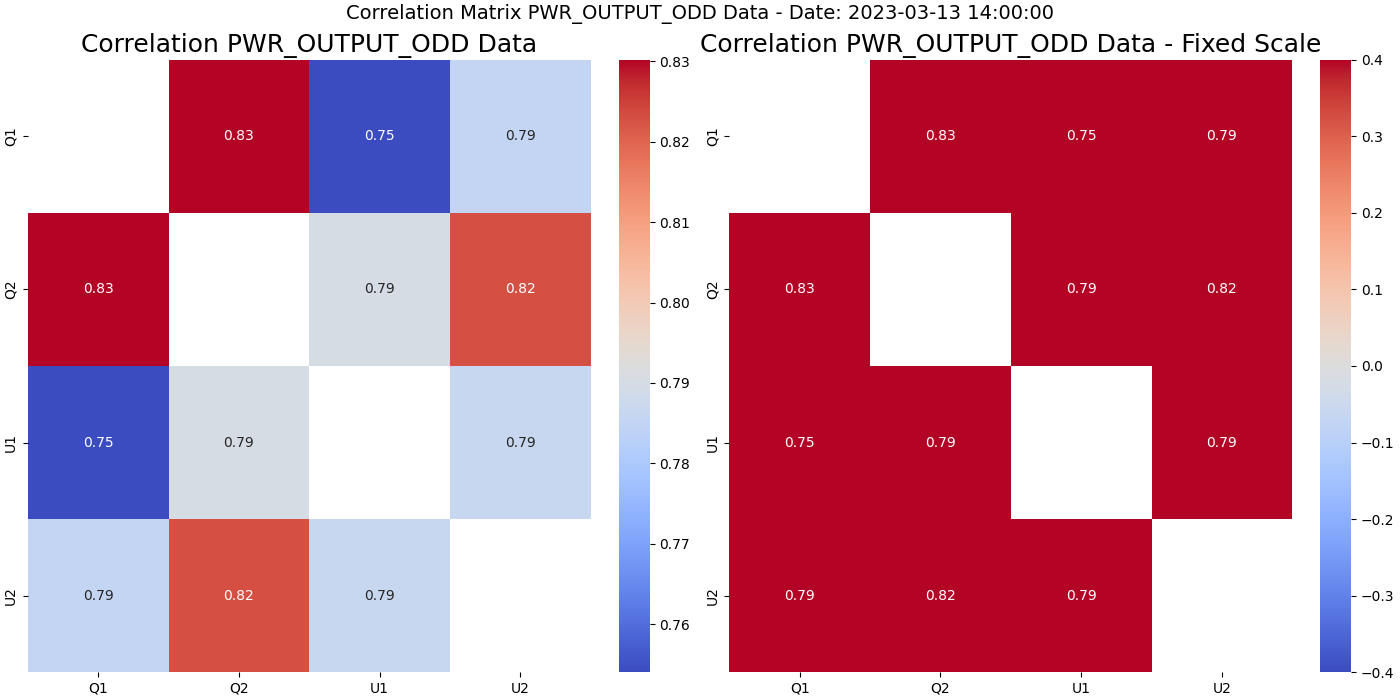 Correlation Matrix PWR_OUTPUT_ODD Data - Date: 2023-03-13 14:00:00
Correlation PWR_OUTPUT_ODD Data
Q1
0.83
0.75
0.79
Q2
0.83
0.79
0.82
U1
0.75
0.79
0.79
U2
0.79
0.82
0.79
Q1
Q2
U1
U2
0.83
0.82
0.81
0.80
0.79
0.78
0.77
0.76
Correlation PWR_OUTPUT_ODD Data - Fixed Scale
Q1
0.83
0.75
0.79
Q2
0.83
0.79
0.82
U1
0.75
0.79
0.79
U2
0.79
0.82
0.79
Q1
Q2
U1
U2
0.4
0.3
0.2
0.1
0.0
−0.1
−0.2
−0.3
−0.4